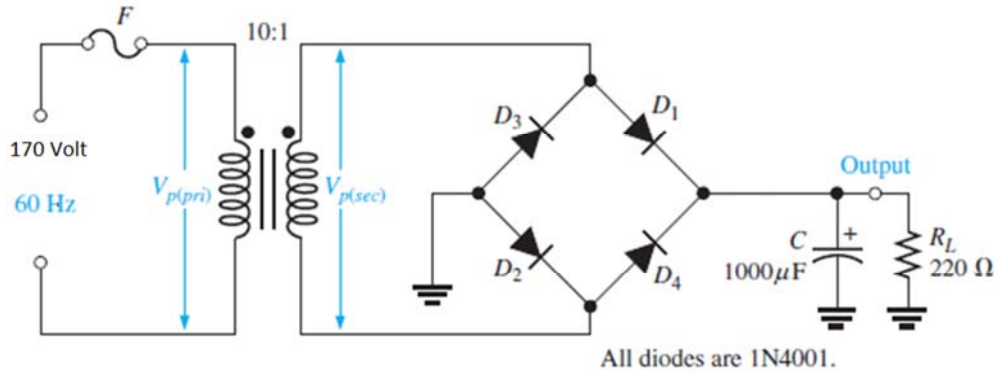 F
10:1
D3
D1
170 Volt
60 Hz
Vp(pri)
Vp(sec)
Output
D2
D4
C
1000μF
+
RL
220 Ω
All diodes are 1N4001.